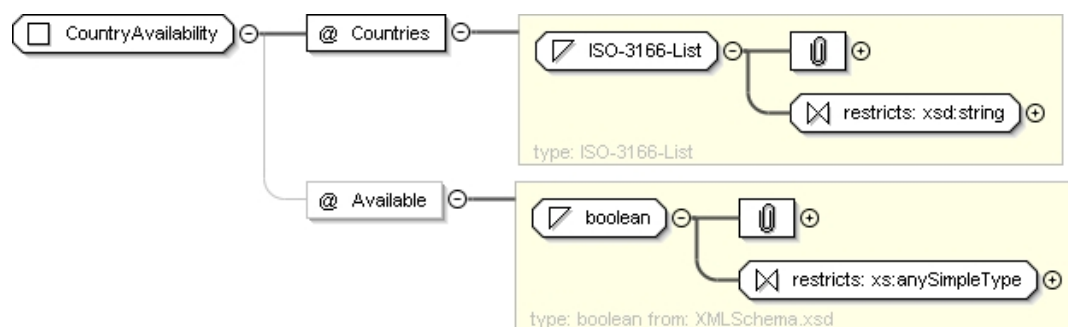 CountryAvailability
@ Countries
ISO-3166-List
restricts: xsd:string
type: ISO-3166-List
@ Available
boolean
restricts: xs:anySimpleType
type: boolean from: XMLSchema.xsd